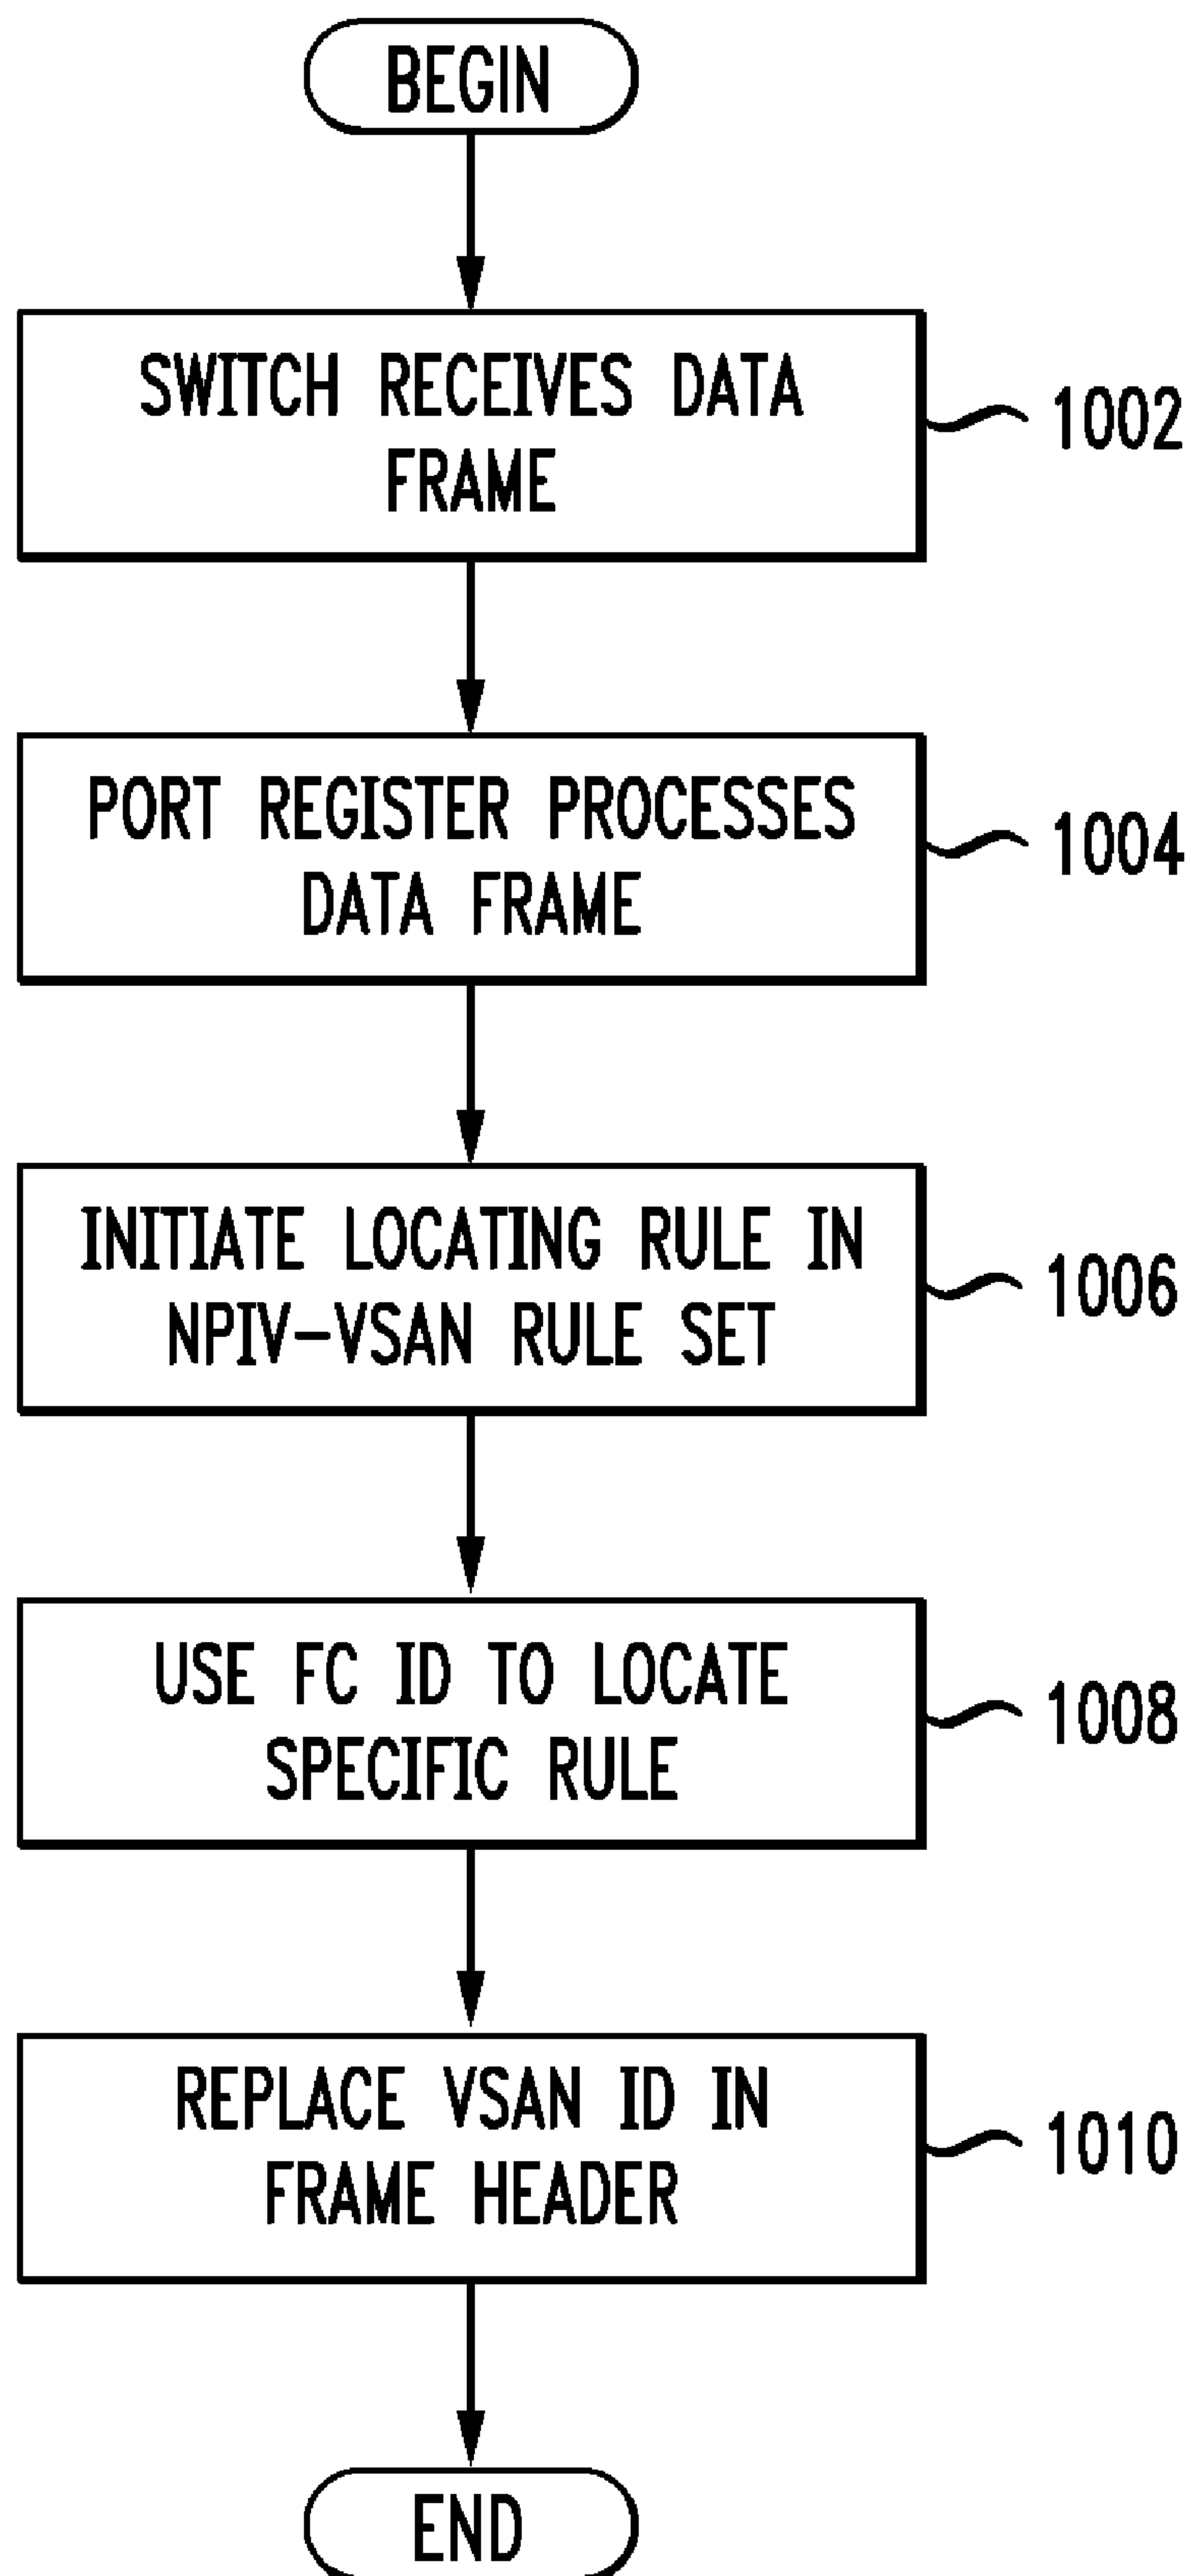 BEGIN
SWITCH RECEIVES DATA
FRAME
1002
PORT REGISTER PROCESSES
DATA FRAME
1004
INITIATE LOCATING RULE IN
NPIV-VSAN RULE SET
1006
USE FC ID TO LOCATE
SPECIFIC RULE
1008
REPLACE VSAN ID IN
FRAME HEADER
1010
END